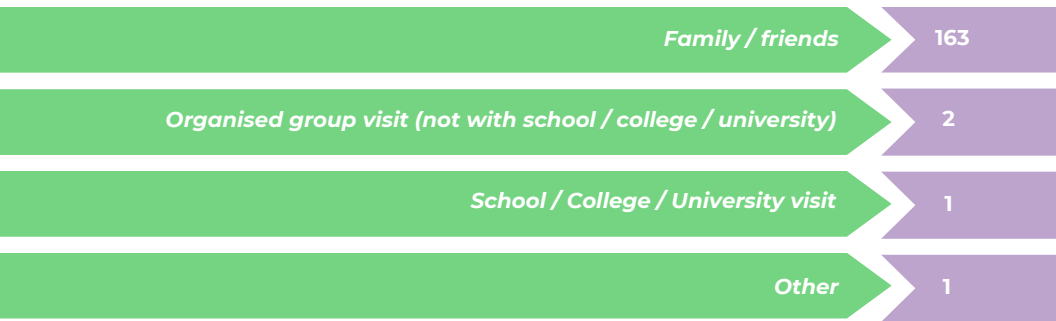 Family / friends 163
Organised group visit (not with school / college / university) 2
School / College / University visit 1
Other 1